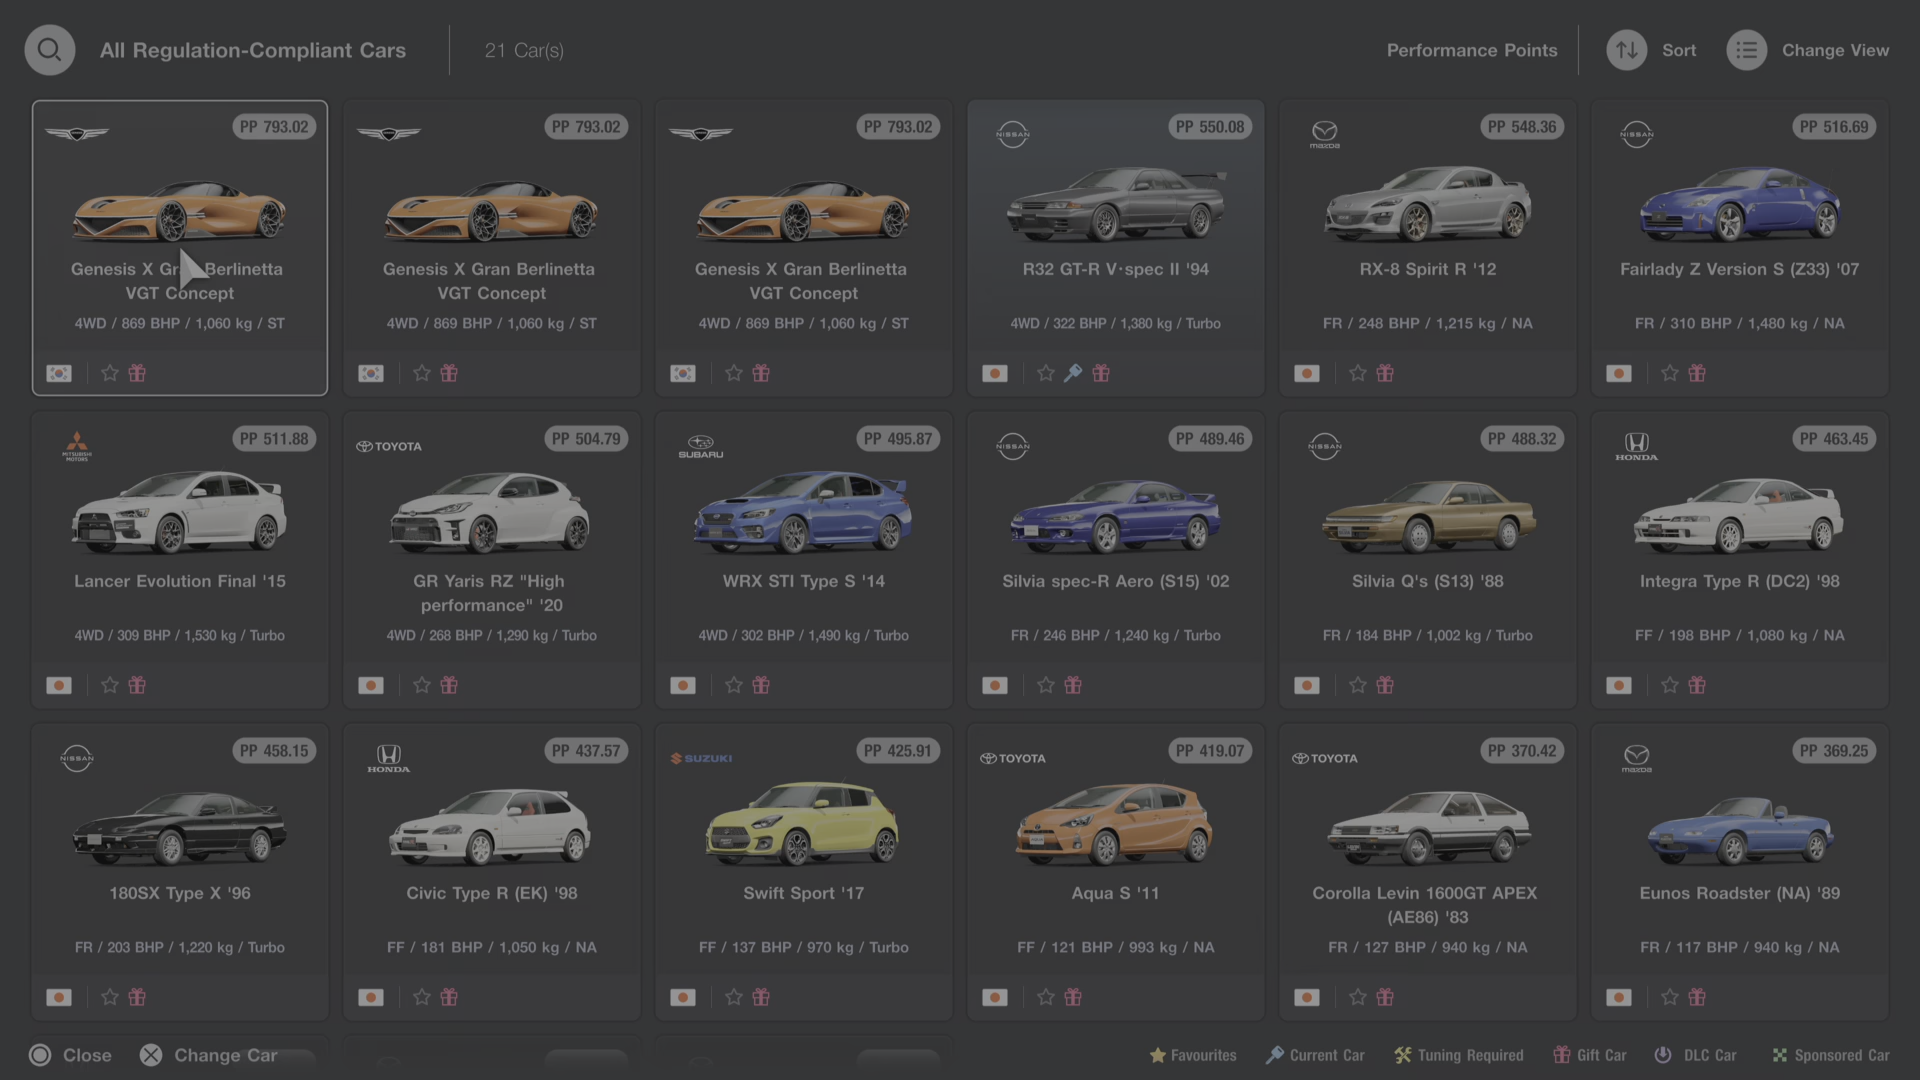 All Regulation-Compliant Cars
21 Car(s)
Performance Points
Sort
Change View
PP 793.02
Genesis X Gran Berlinetta
VGT Concept
4WD / 869 BHP / 1,060 kg / ST
PP 793.02
Genesis X Gran Berlinetta
VGT Concept
4WD / 869 BHP / 1,060 kg / ST
PP 793.02
Genesis X Gran Berlinetta
VGT Concept
4WD / 869 BHP / 1,060 kg / ST
NISSAN
PP 550.08
R32 GT-R V·spec II '94
4WD / 322 BHP / 1,380 kg / Turbo
mazda
PP 548.36
RX-8 Spirit R '12
FR / 248 BHP / 1,215 kg / NA
NISSAN
PP 516.69
Fairlady Z Version S (Z33) '07
FR / 310 BHP / 1,480 kg / NA
MITSUBISHI
MOTORS
PP 511.88
Lancer Evolution Final '15
4WD / 309 BHP / 1,530 kg / Turbo
TOYOTA
PP 504.79
GR Yaris RZ "High
performance" '20
4WD / 268 BHP / 1,290 kg / Turbo
SUBARU
PP 495.87
WRX STI Type S '14
4WD / 302 BHP / 1,490 kg / Turbo
NISSAN
PP 489.46
Silvia spec-R Aero (S15) '02
FR / 246 BHP / 1,240 kg / Turbo
NISSAN
PP 488.32
Silvia Q's (S13) '88
FR / 184 BHP / 1,002 kg / Turbo
HONDA
PP 463.45
Integra Type R (DC2) '98
FF / 198 BHP / 1,080 kg / NA
NISSAN
PP 458.15
180SX Type X '96
FR / 203 BHP / 1,220 kg / Turbo
HONDA
PP 437.57
Civic Type R (EK) '98
FF / 181 BHP / 1,050 kg / NA
SUZUKI
PP 425.91
Swift Sport '17
FF / 137 BHP / 970 kg / Turbo
TOYOTA
PP 419.07
Aqua S '11
FF / 121 BHP / 993 kg / NA
TOYOTA
PP 370.42
Corolla Levin 1600GT APEX
(AE86) '83
FR / 127 BHP / 940 kg / NA
mazda
PP 369.25
Eunos Roadster (NA) '89
FR / 117 BHP / 940 kg / NA
Close
Change Car
Favourites
Current Car
Tuning Required
Gift Car
DLC Car
Sponsored Car